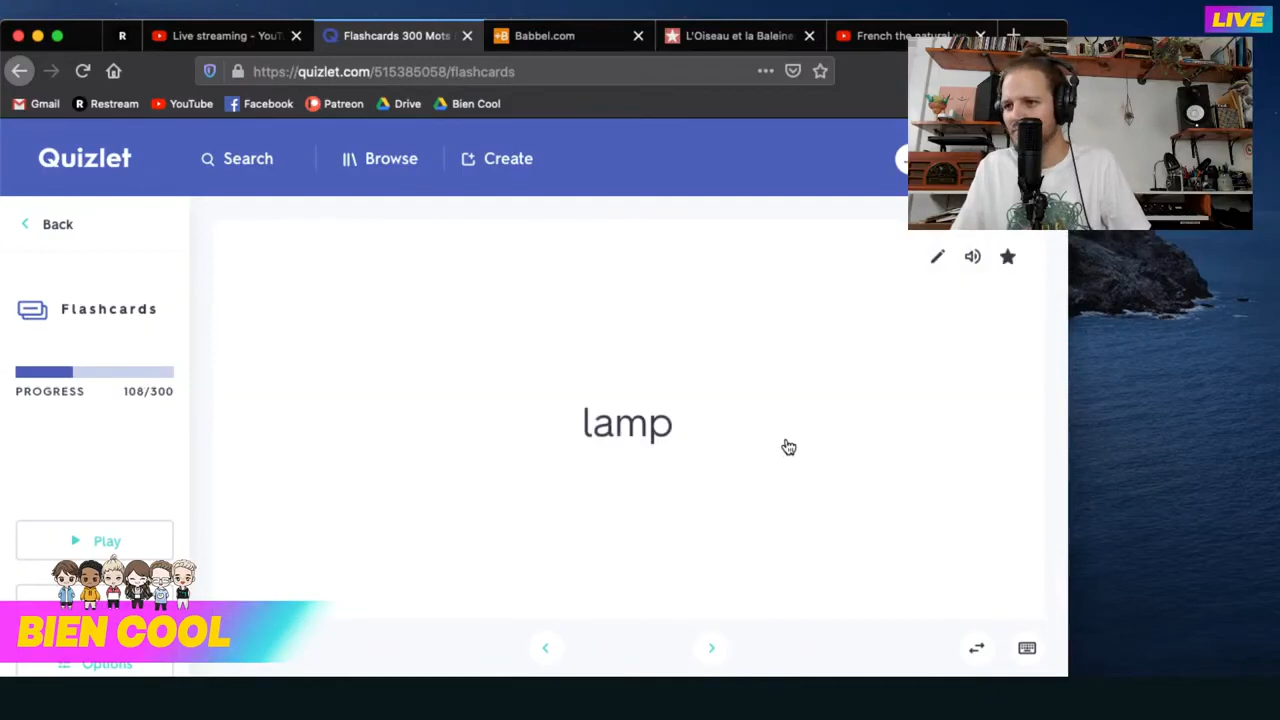 LIVE
R
Live streaming - YouT
Flashcards 300 Mots
Babbel.com
L'Oiseau et la Baleine
French the natural w
https://quizlet.com/515385058/flashcards
Gmail
R Restream
YouTube
Facebook
Patreon
Drive
Bien Cool
Quizlet
Search
Browse
Create
Back
Flashcards
PROGRESS 108/300
lamp
Play
BIEN COOL
Options